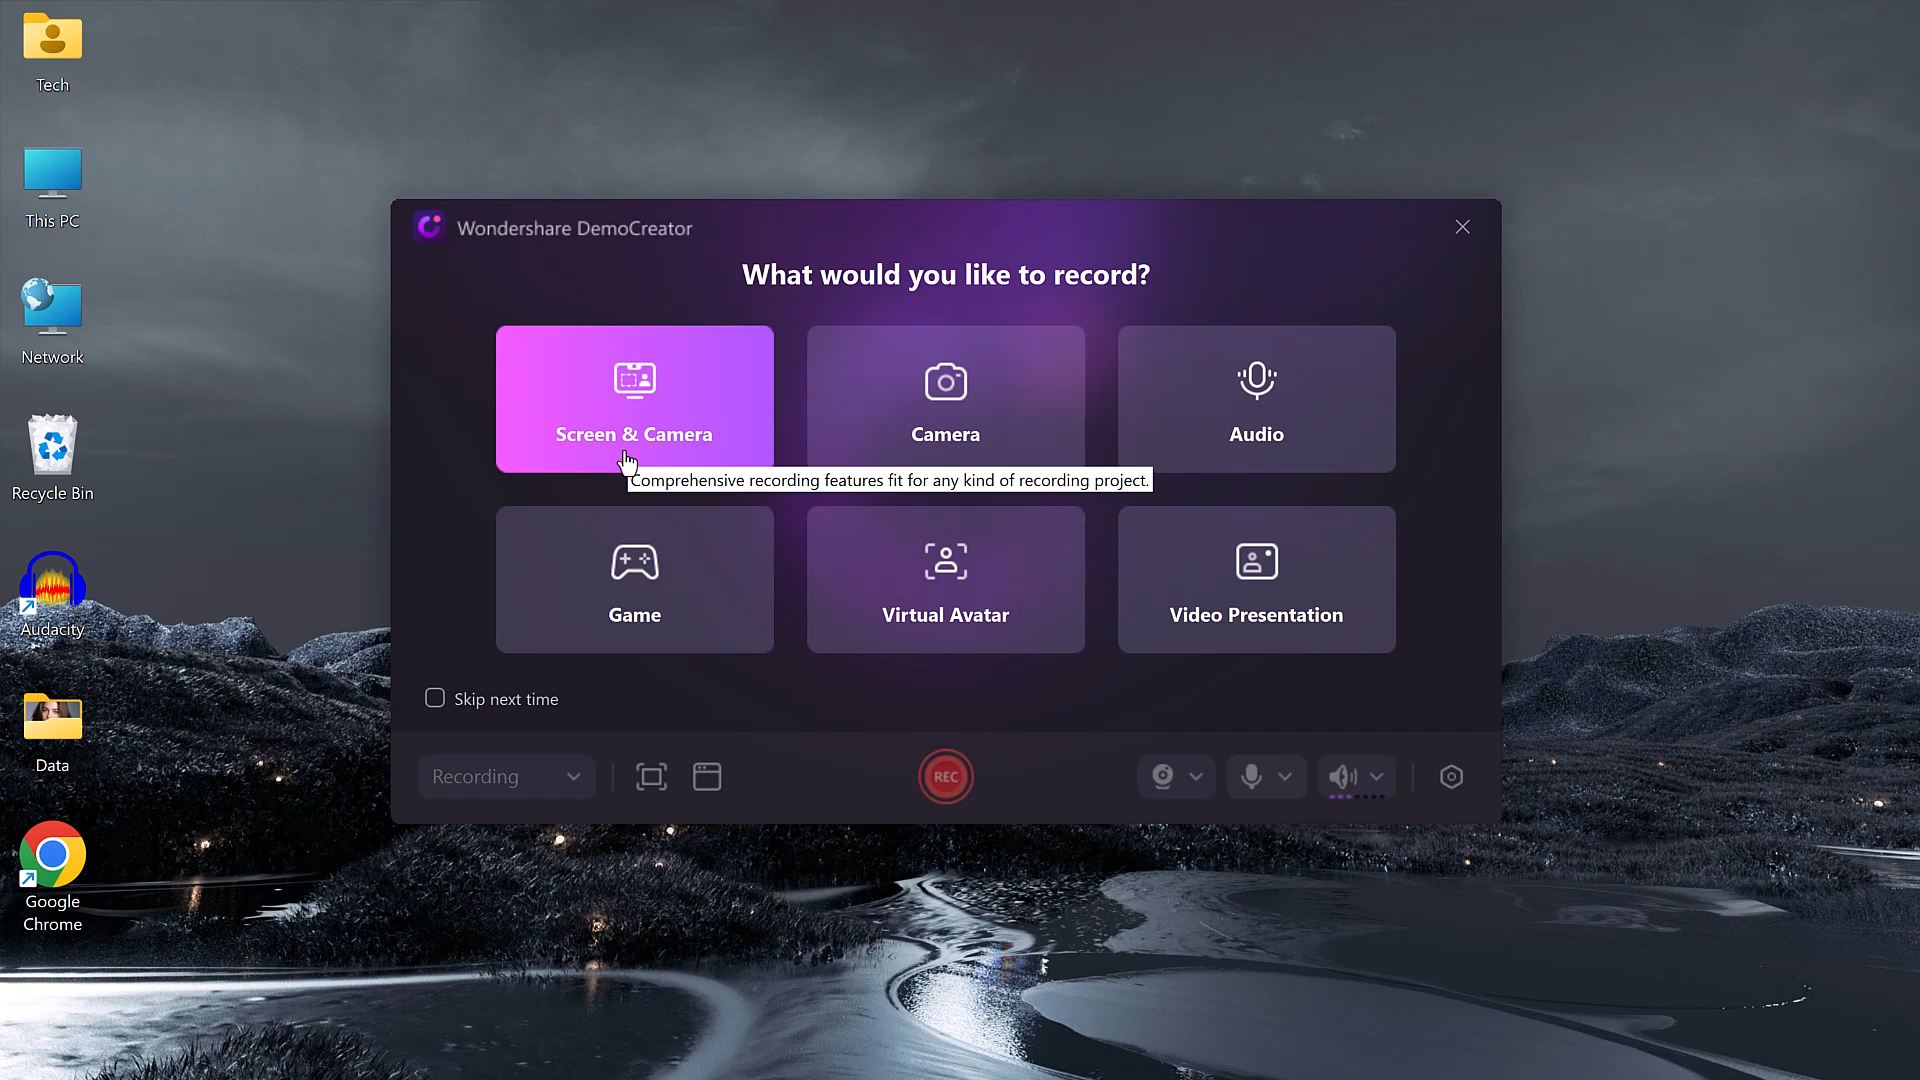 Tech
This PC
Network
Recycle Bin
Audacity
Data
Google
Chrome
Wondershare DemoCreator
What would you like to record?
Screen & Camera
Camera
Audio
Comprehensive recording features fit for any kind of recording project.
Game
Virtual Avatar
Video Presentation
Skip next time
Recording
REC